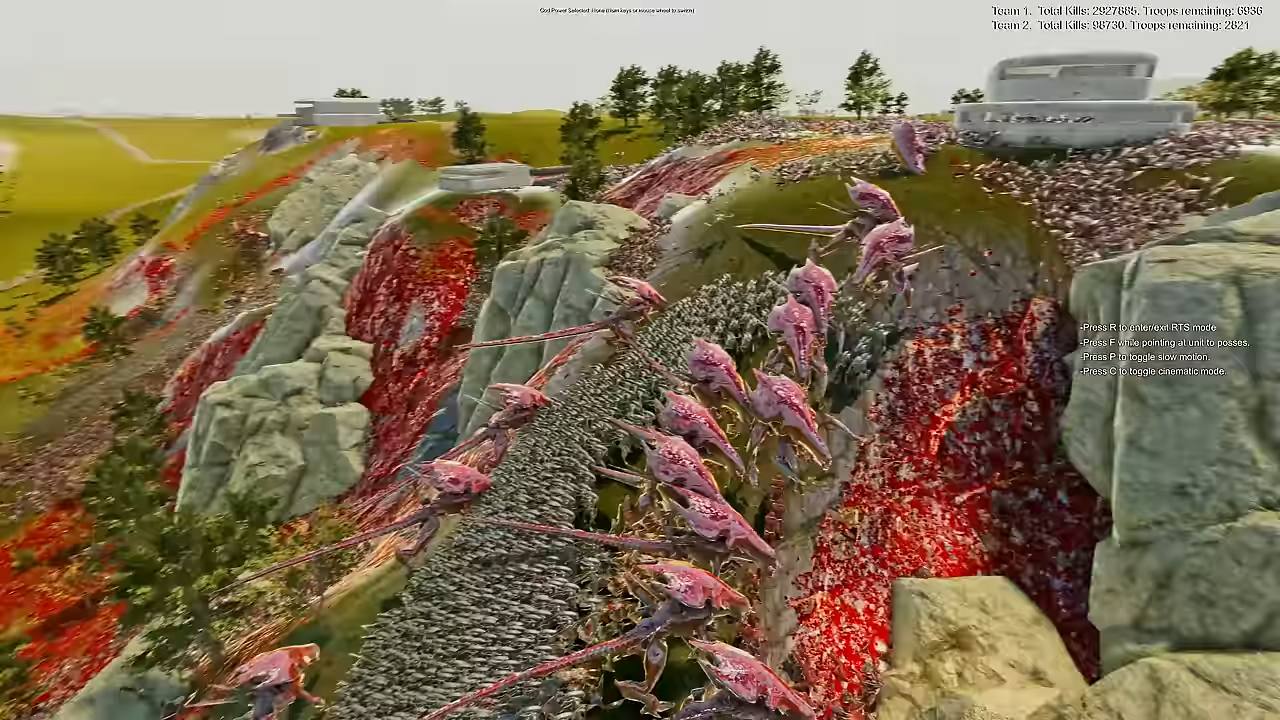 God Power Selected: None (Num keys or mouse wheel to switch)
Team 1. Total Kills: 2927885. Troops remaining: 6936
Team 2. Total Kills: 98730. Troops remaining: 2821
-Press R to enter/exit RTS mode
-Press F while pointing at unit to posses.
-Press P to toggle slow motion.
-Press C to toggle cinematic mode.